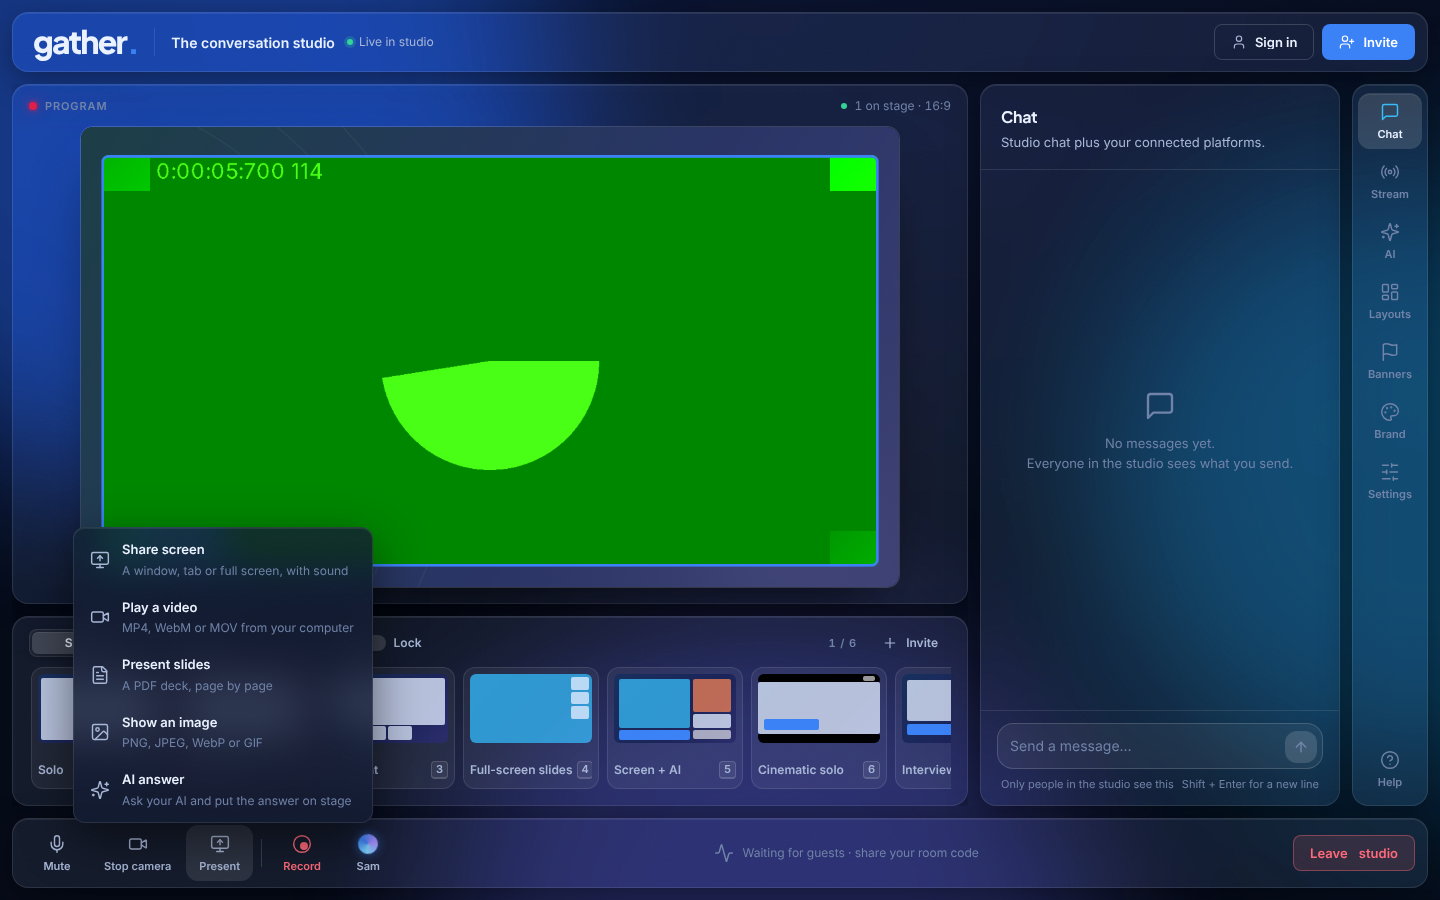 gather.
The conversation studio
Live in studio
Sign in
Invite
PROGRAM
1 on stage · 16:9
0:00:05:700 114
Chat
Studio chat plus your connected platforms.
No messages yet.
Everyone in the studio sees what you send.
Send a message...
Only people in the studio see this
Shift + Enter for a new line
Chat
Stream
AI
Layouts
Banners
Brand
Settings
Help
Share screen
A window, tab or full screen, with sound
Play a video
MP4, WebM or MOV from your computer
Present slides
A PDF deck, page by page
Show an image
PNG, JPEG, WebP or GIF
AI answer
Ask your AI and put the answer on stage
Lock
1 / 6
Invite
Solo
3
Full-screen slides
4
Screen + AI
5
Cinematic solo
6
Mute
Stop camera
Present
Record
Sam
Waiting for guests · share your room code
Leave studio